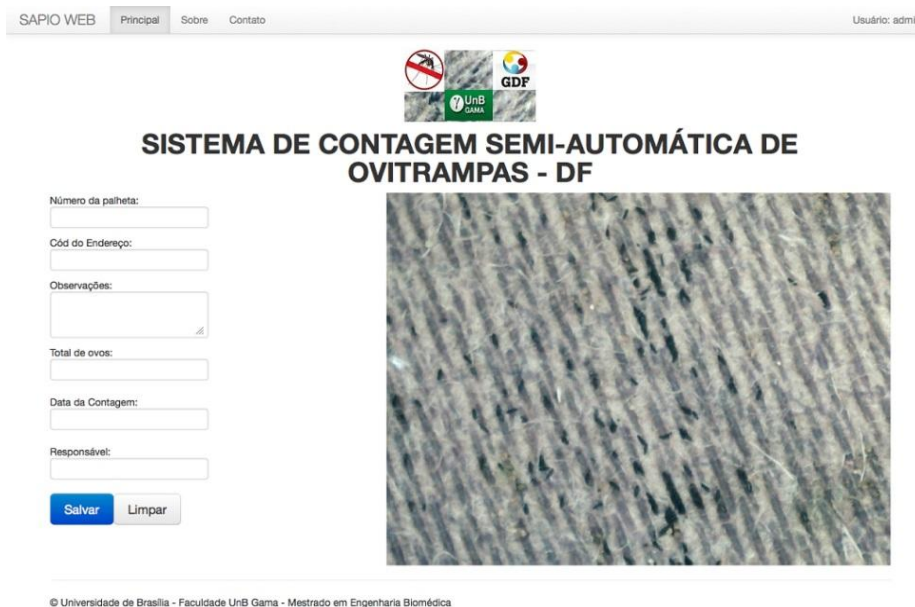 SAPIO WEB Principal Sobre Contato Usuário: admi
GDF
UnB
GAMA
SISTEMA DE CONTAGEM SEMI-AUTOMÁTICA DE
OVITRAMPAS - DF
Número da palheta:
Cód do Endereço:
Observações:
Total de ovos:
Data da Contagem:
Responsável:
Salvar Limpar
© Universidade de Brasília - Faculdade UnB Gama - Mestrado em Engenharia Biomédica